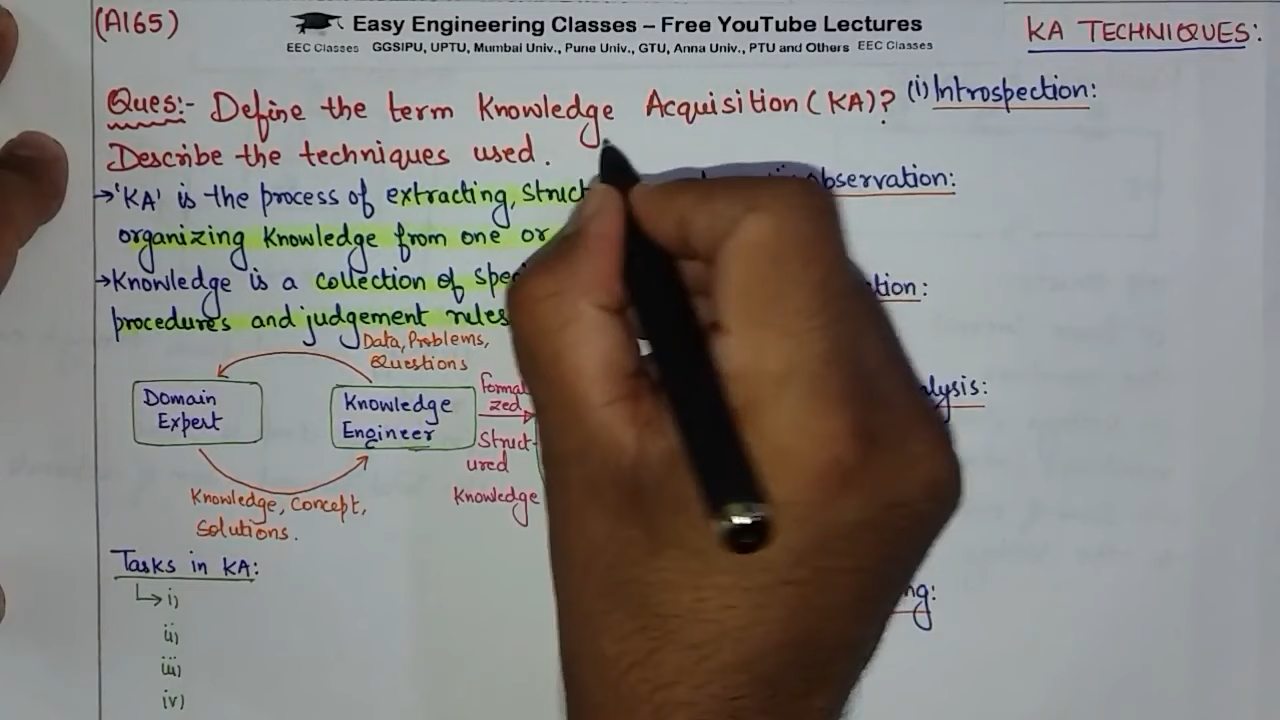 (AI65)
Easy Engineering Classes – Free YouTube Lectures
EEC Classes GGSIPU, UPTU, Mumbai Univ., Pune Univ., GTU, Anna Univ., PTU and Others EEC Classes
KA TECHNIQUES:
Ques:- Define the term Knowledge Acquisition (KA)?
Describe the techniques used.
→ 'KA' is the process of extracting,
organizing Knowledge from one or
→ Knowledge is a collection of
procedures and judgement rules
Data, Problems,
Questions
Domain
Expert
Knowledge
Engineer
Formal
zed
Struct-
ured
Knowledge
Knowledge, Concept,
Solutions.
Tasks in KA:
↳ i)
ii)
iii)
iv)
(i) Introspection:
observation: